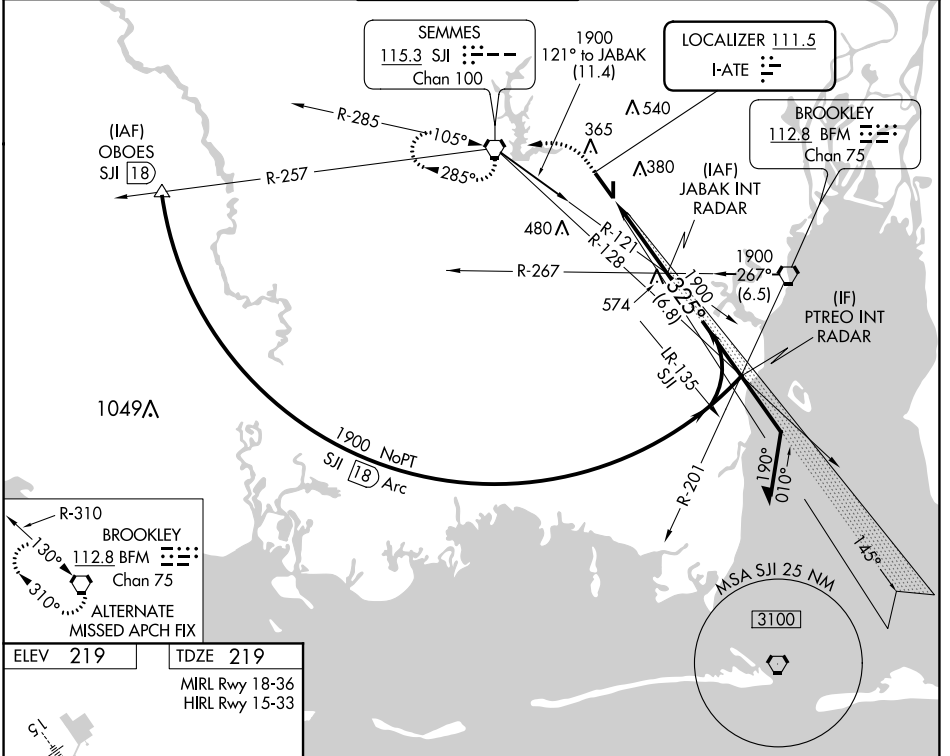 SEMMES
115.3 SJI
Chan 100
1900
121° to JABAK
(11.4)
LOCALIZER 111.5
I-ATE
BROOKLEY
112.8 BFM
Chan 75
540
365
380
(IAF)
OBOES
SJI 18
R-285
105°
285°
R-257
(IAF)
JABAK INT
RADAR
480
R-121
R-128
R-267
1900
267°
(6.5)
574
1900
325°
(6.8)
(IF)
PTREO INT
RADAR
LR-135
SJI
1049
1900 NoPT
SJI 18 Arc
R-201
190°
010°
145°
R-310
BROOKLEY
112.8 BFM
Chan 75
130°
310°
ALTERNATE
MISSED APCH FIX
MSA SJI 25 NM
3100
ELEV 219
TDZE 219
MIRL Rwy 18-36
HIRL Rwy 15-33
15